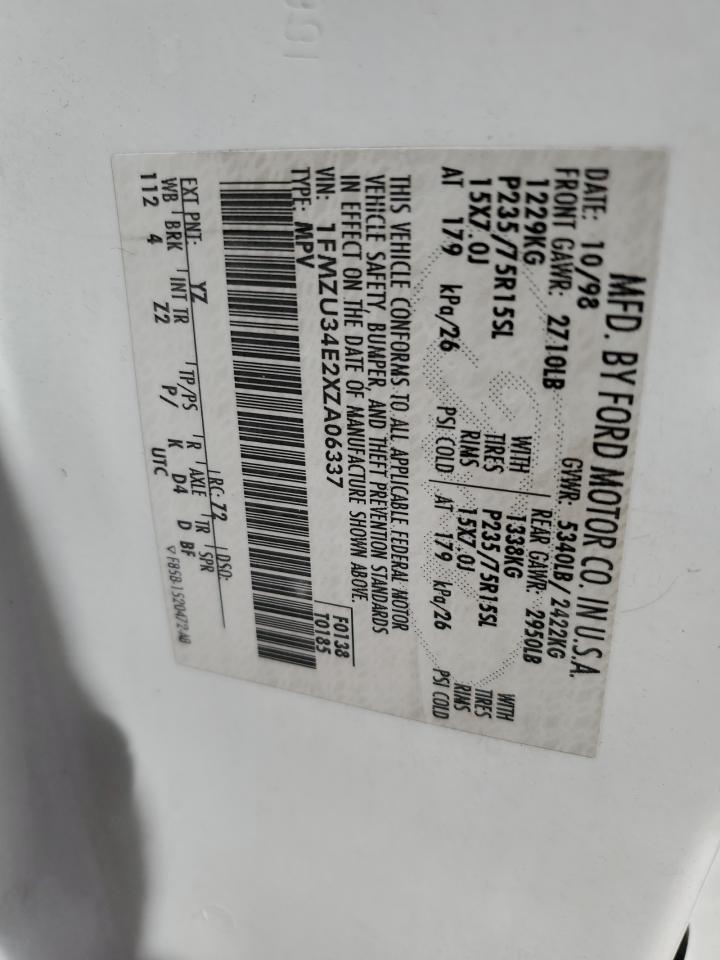 MFD. BY FORD MOTOR CO. IN U.S.A.
DATE: 10/98 GVWR: 5340LB/2422KG
FRONT GAWR: 2710LB REAR GAWR: 2950LB
1229KG WITH 1338KG WITH
P235/75R15SL TIRES P235/75R15SL TIRES
15X7.0J RIMS 15X7.0J RIMS
AT 179 kPa/26 PSI COLD AT 179 kPa/26 PSI COLD
THIS VEHICLE CONFORMS TO ALL APPLICABLE FEDERAL MOTOR
VEHICLE SAFETY, BUMPER, AND THEFT PREVENTION STANDARDS
IN EFFECT ON THE DATE OF MANUFACTURE SHOWN ABOVE.
VIN: 1FMZU34E2XZA06337 F0138
TYPE: MPV T0185
EXT PNT: YZ RC: 72 DSO:
WB BRK INT TR TP/PS R AXLE TR SPR
112 4 Z2 P/ K D4 D BF
UTC ▽ F85B-1520472-AB